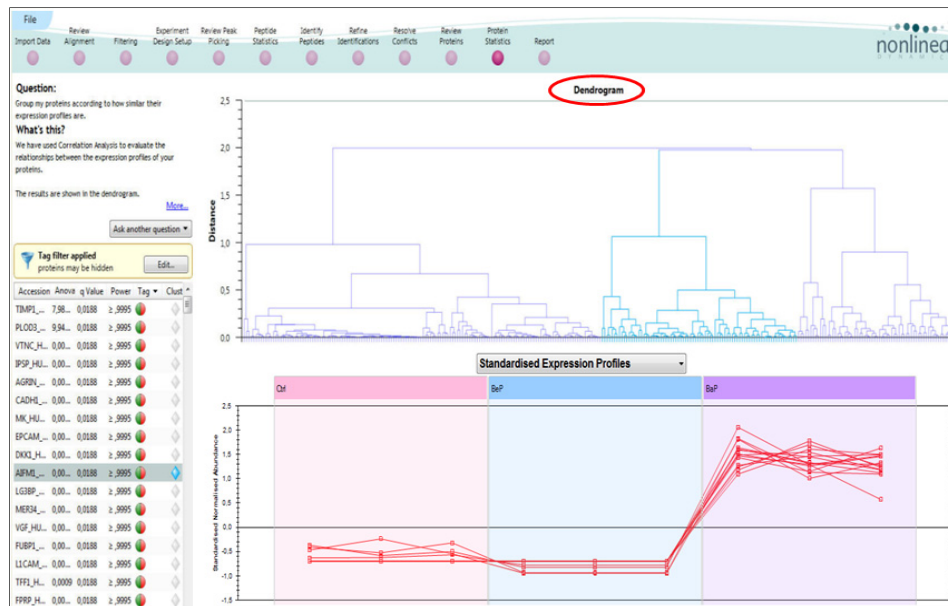 File
Import Data
Review Alignment
Filtering
Experiment Design Setup
Review Peak Picking
Peptide Statistics
Identify Peptides
Refine Identifications
Resolve Conflicts
Review Proteins
Protein Statistics
Report
nonlinear
DYNAMICS
Question:
Group my proteins according to how similar their
expression profiles are.
What's this?
We have used Correlation Analysis to evaluate the
relationships between the expression profiles of your
proteins.
The results are shown in the dendrogram.
More...
Ask another question
Tag filter applied
proteins may be hidden
Edit...
Accession Anova q Value Power Tag Clust
TIMP1_... 7,98... 0,0188 ≥ ,9995
PLOD3_... 9,94... 0,0188 ≥ ,9995
VTNC_H... 0,00... 0,0188 ≥ ,9995
IPSP_HU... 0,00... 0,0188 ≥ ,9995
AGRIN_... 0,00... 0,0188 ≥ ,9995
CADH1_... 0,00... 0,0188 ≥ ,9995
MK_HU... 0,00... 0,0188 ≥ ,9995
EPCAM_... 0,00... 0,0188 ≥ ,9995
DKK1_H... 0,00... 0,0188 ≥ ,9995
AIFM1_... 0,00... 0,0188 ≥ ,9995
LG3BP_... 0,00... 0,0188 ≥ ,9995
MER34_... 0,00... 0,0188 ≥ ,9995
VGF_HU... 0,00... 0,0188 ≥ ,9995
FUBP1_... 0,00... 0,0188 ≥ ,9995
L1CAM_... 0,00... 0,0188 ≥ ,9995
TFF1_H... 0,0009 0,0188 ≥ ,9995
FPRP_H... 0,00... 0,0188 ≥ ,9995
Dendrogram
Distance
2,5
2,0
1,5
1,0
0,5
0,0
Standardised Expression Profiles
Ctrl
BeP
BaP
Standardised Normalised Abundance
2.5
2.0
1.5
1.0
0.5
0.0
-0.5
-1.0
-1.5